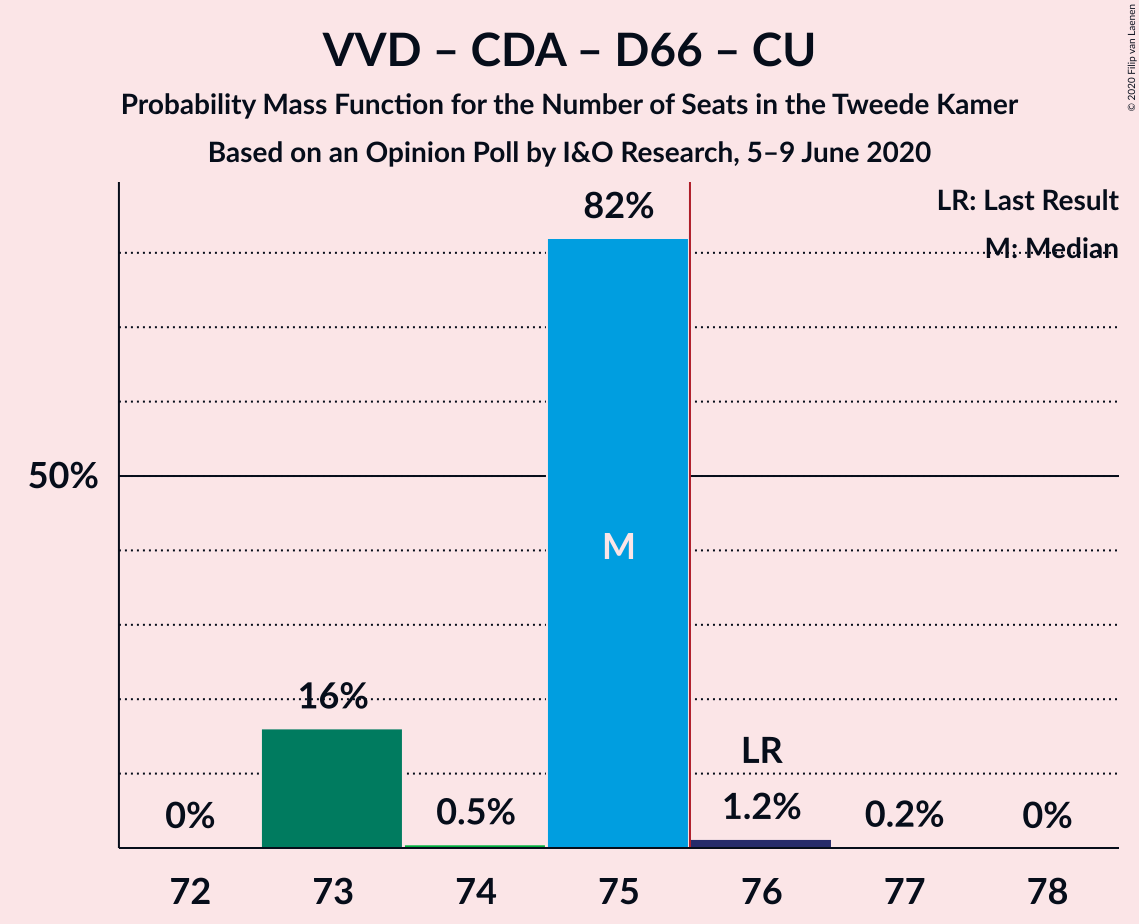 VVD – CDA – D66 – CU
Probability Mass Function for the Number of Seats in the Tweede Kamer
Based on an Opinion Poll by I&O Research, 5–9 June 2020
© 2020 Filip van Laenen
LR: Last Result
M: Median
82%
50%
M
16%
LR
0%
0.5%
1.2%
0.2%
0%
72 73 74 75 76 77 78